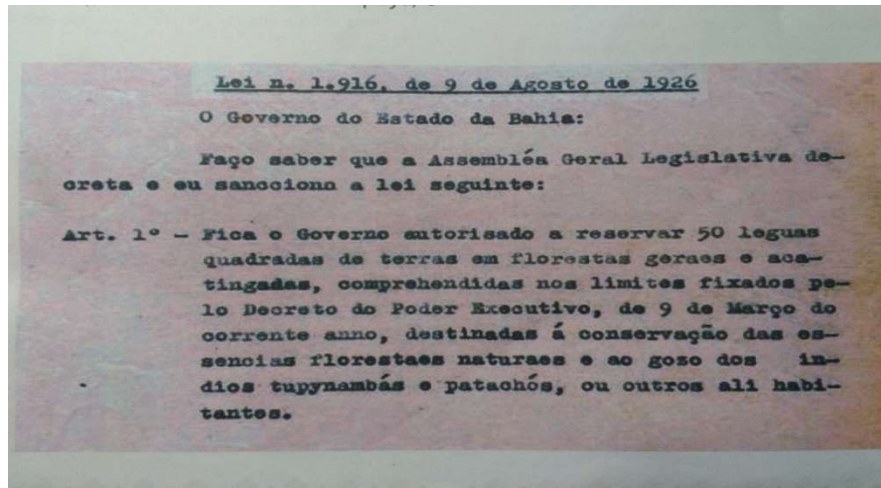 Lei n. 1.916, de 9 de Agosto de 1926
O Governo do Estado da Bahia:
Faço saber que a Assembléa Geral Legislativa de-
creta e eu sancciono a lei seguinte:
Art. 1º - Fica o Governo autorisado a reservar 50 leguas
quadradas de terras em florestas geraes e aca-
tingadas, comprehendidas nos limites fixados pe-
lo Decreto do Poder Executivo, de 9 de Março do
corrente anno, destinadas á conservação das es-
sencias florestaes naturaes e ao goso dos in-
dios tupynambás e patachós, ou outros ali habi-
tantes.